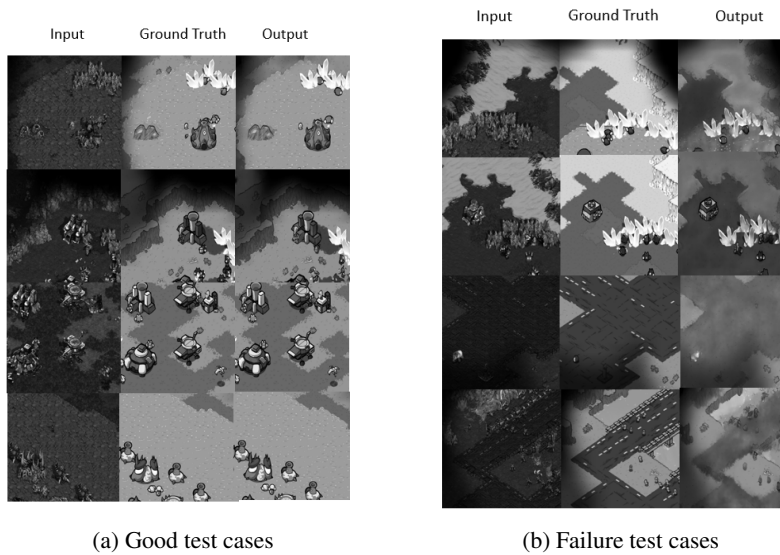 Input Ground Truth Output
Input Ground Truth Output
(a) Good test cases
(b) Failure test cases